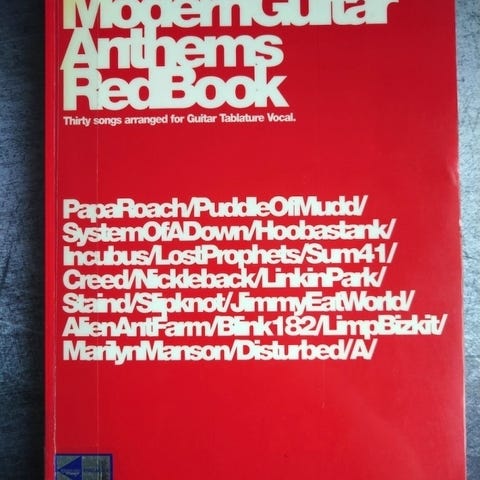 ModernGuitar
Anthems
RedBook
Thirty songs arranged for Guitar Tablature Vocal.
PapaRoach/PuddleOfMudd/
SystemOfADown/Hoobastank/
Incubus/LostProphets/Sum41/
Creed/Nickleback/LinkinPark/
Staind/Slipknot/JimmyEatWorld/
AlienAntFarm/Blink182/LimpBizkit/
MarilynManson/Disturbed/A/